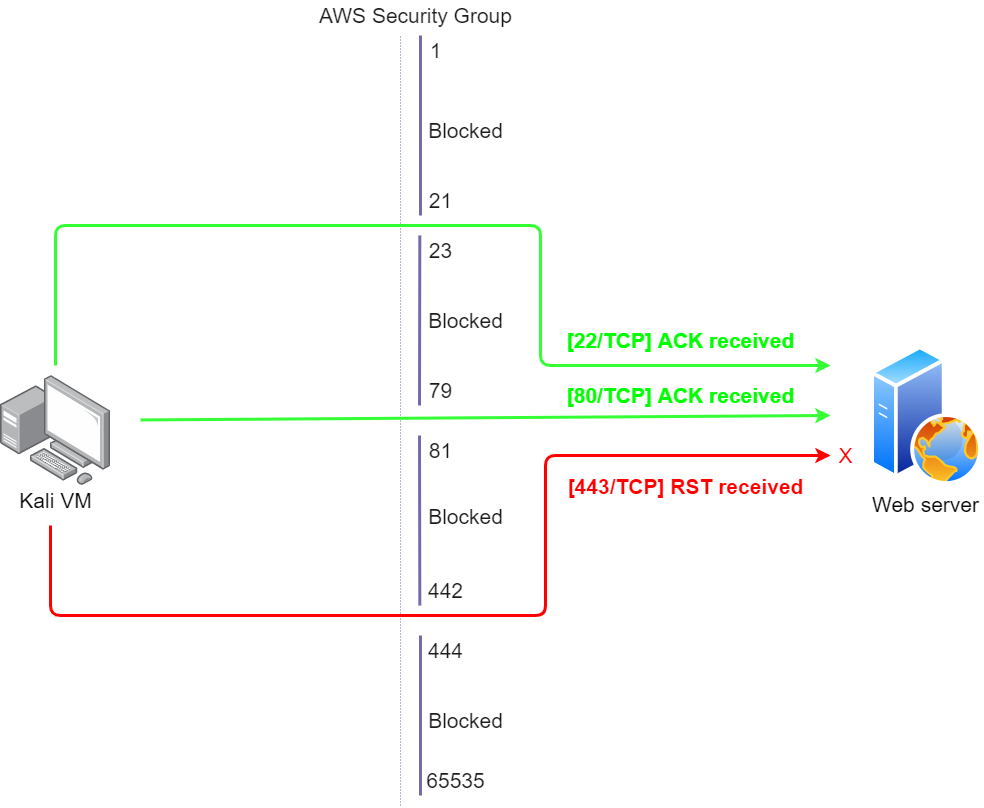 AWS Security Group
1
Blocked
21
23
Blocked
[22/TCP] ACK received
79
[80/TCP] ACK received
81
X
[443/TCP] RST received
Kali VM
Web server
Blocked
442
444
Blocked
65535